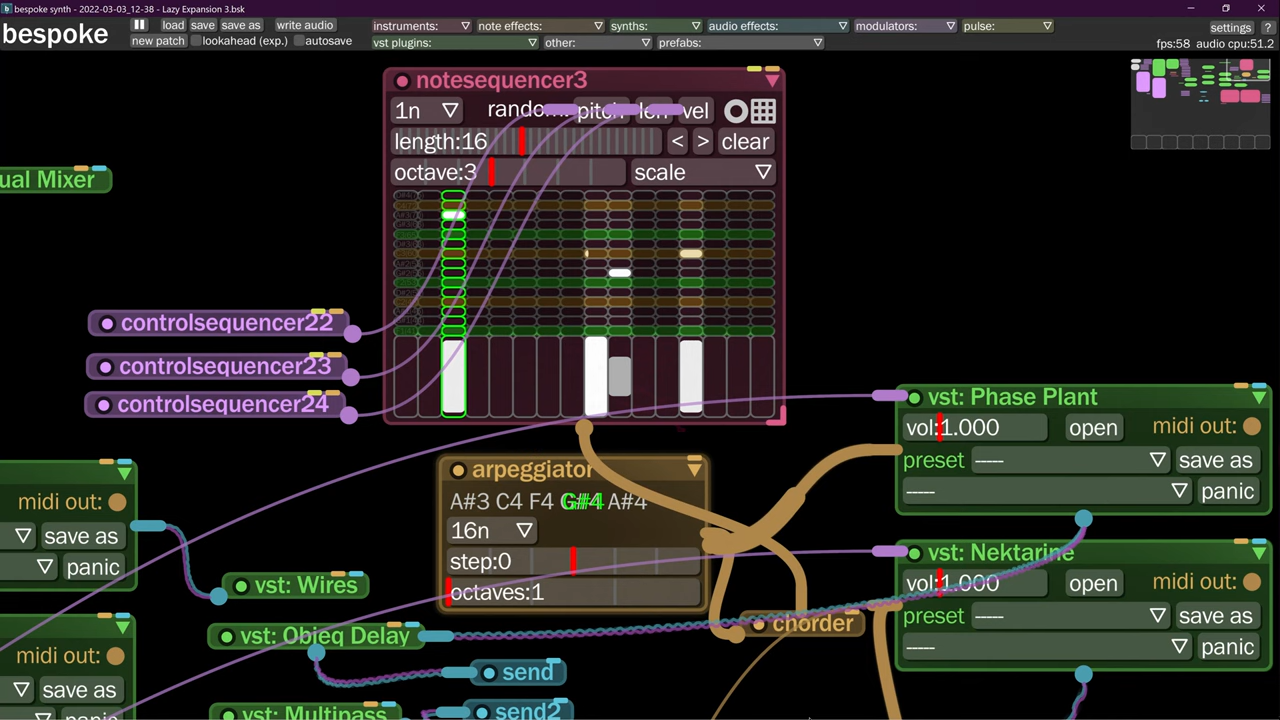 bespoke synth - 2022-03-03_12-38 - Lazy Expansion 3.bsk
bespoke
load save save as write audio
new patch lookahead (exp.) autosave
instruments: note effects: synths: audio effects: modulators: pulse:
vst plugins: other: prefabs:
settings ?
fps:58 audio cpu:51.2
notesequencer3
1n pitch len vel
length:16 < > clear
octave:3 scale
ual Mixer
controlsequencer22
controlsequencer23
controlsequencer24
vst: Phase Plant
vol:1.000 open midi out:
preset ----- save as
----- panic
arpeggiator
A#3 C4 F4 G#4 A#4
16n
step:0
octaves:1
midi out:
save as
panic
vst: Wires
vst: Nektarine
vol:1.000 open midi out:
preset ----- save as
----- panic
chorder
vst: Objeq Delay
midi out:
send
save as
vst: Multipass
send2
panic